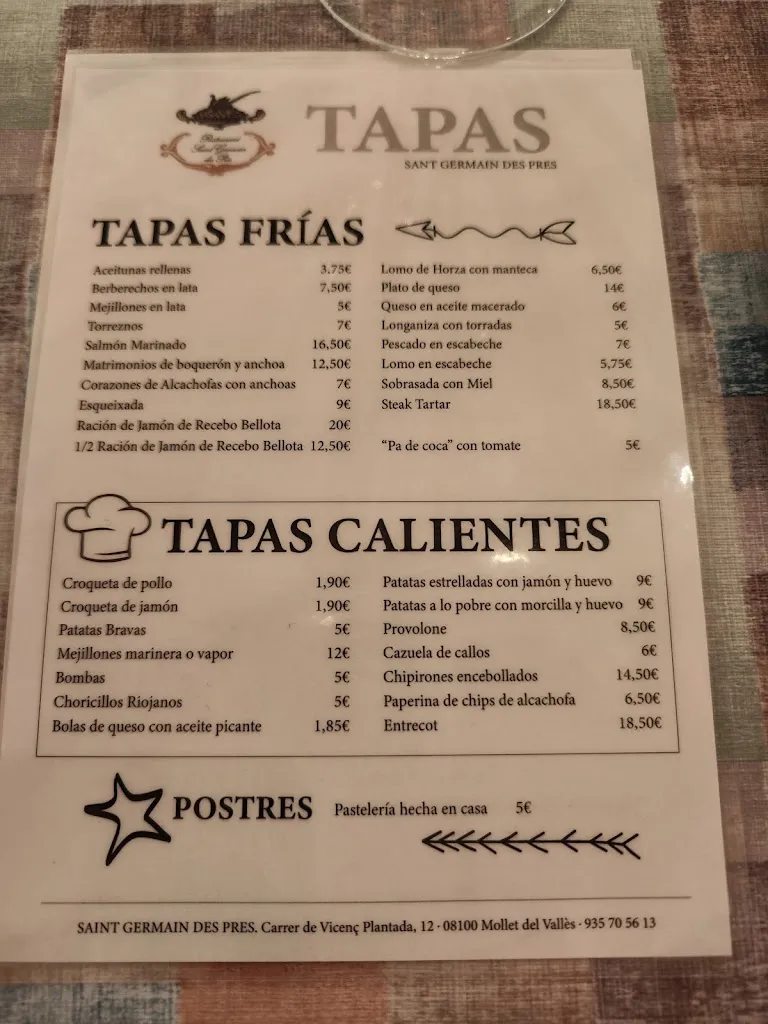 Restaurant
Saint Germain
des Pres
TAPAS
SANT GERMAIN DES PRES
TAPAS FRÍAS
Aceitunas rellenas 3,75€
Berberechos en lata 7,50€
Mejillones en lata 5€
Torreznos 7€
Salmón Marinado 16,50€
Matrimonios de boquerón y anchoa 12,50€
Corazones de Alcachofas con anchoas 7€
Esqueixada 9€
Ración de Jamón de Recebo Bellota 20€
1/2 Ración de Jamón de Recebo Bellota 12,50€
Lomo de Horza con manteca 6,50€
Plato de queso 14€
Queso en aceite macerado 6€
Longaniza con torradas 5€
Pescado en escabeche 7€
Lomo en escabeche 5,75€
Sobrasada con Miel 8,50€
Steak Tartar 18,50€
"Pa de coca" con tomate 5€
TAPAS CALIENTES
Croqueta de pollo 1,90€
Croqueta de jamón 1,90€
Patatas Bravas 5€
Mejillones marinera o vapor 12€
Bombas 5€
Choricillos Riojanos 5€
Bolas de queso con aceite picante 1,85€
Patatas estrelladas con jamón y huevo 9€
Patatas a lo pobre con morcilla y huevo 9€
Provolone 8,50€
Cazuela de callos 6€
Chipirones encebollados 14,50€
Paperina de chips de alcachofa 6,50€
Entrecot 18,50€
POSTRES Pastelería hecha en casa 5€
SAINT GERMAIN DES PRES. Carrer de Vicenç Plantada, 12 · 08100 Mollet del Vallès · 935 70 56 13